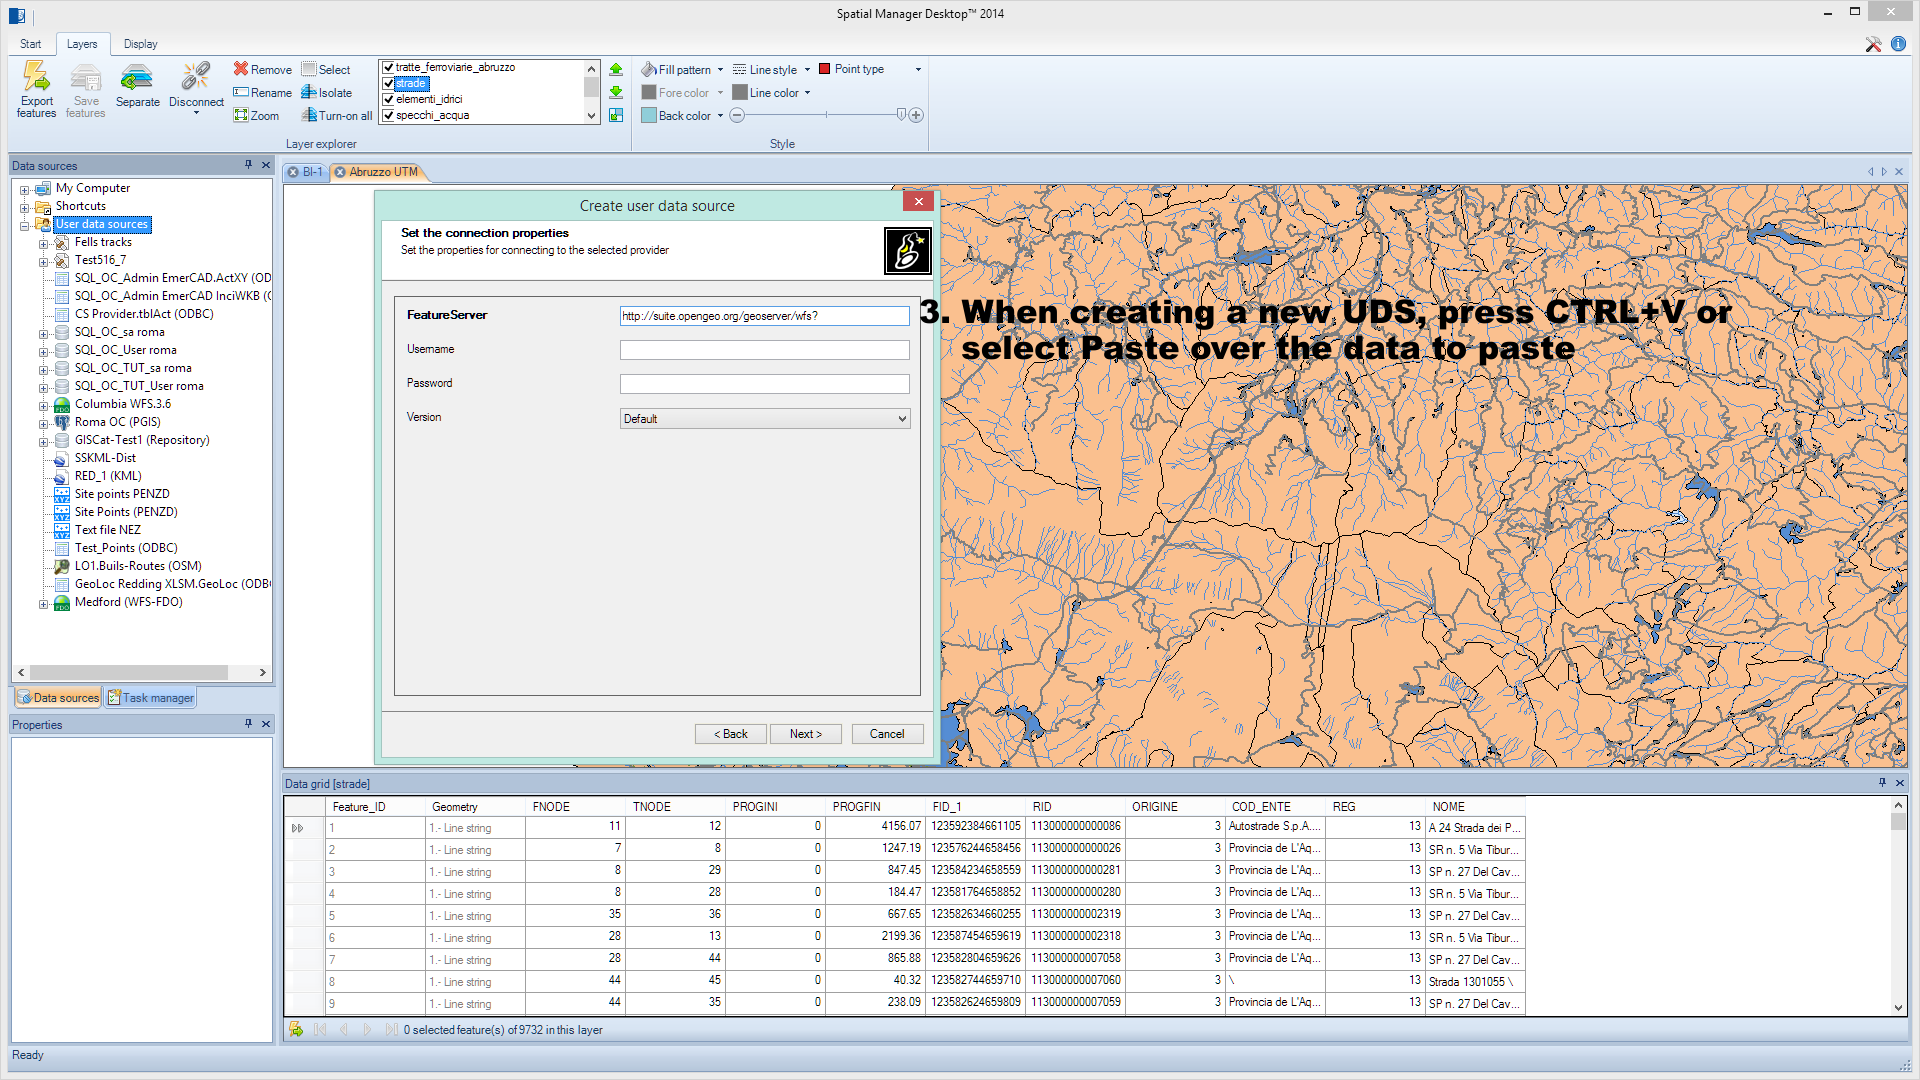 Spatial Manager Desktop™ 2014
Start Layers Display
Export features
Save features
Separate
Disconnect
Remove
Rename
Zoom
Select
Isolate
Turn-on all
tratte_ferroviarie_abruzzo
strade
elementi_idrici
specchi_acqua
Layer explorer
Fill pattern
Fore color
Back color
Line style
Line color
Point type
Style
Data sources
My Computer
Shortcuts
User data sources
Fells tracks
Test516_7
SQL_OC_Admin EmerCAD.ActXY (OD
SQL_OC_Admin EmerCAD InciWKB (
CS Provider.tblAct (ODBC)
SQL_OC_sa roma
SQL_OC_User roma
SQL_OC_TUT_sa roma
SQL_OC_TUT_User roma
Columbia WFS.3.6
Roma OC (PGIS)
GISCat-Test1 (Repository)
SSKML-Dist
RED_1 (KML)
Site points PENZD
Site Points (PENZD)
Text file NEZ
Test_Points (ODBC)
LO1.Buils-Routes (OSM)
GeoLoc Redding XLSM.GeoLoc (ODB
Medford (WFS-FDO)
Data sources Task manager
Properties
BI-1 Abruzzo UTM
Create user data source
Set the connection properties
Set the properties for connecting to the selected provider
FeatureServer http://suite.opengeo.org/geoserver/wfs?
Username
Password
Version Default
< Back Next > Cancel
3. When creating a new UDS, press CTRL+V or
select Paste over the data to paste
Data grid [strade]
Feature_ID Geometry FNODE TNODE PROGINI PROGFIN FID_1 RID ORIGINE COD_ENTE REG NOME
1 1.- Line string 11 12 0 4156.07 123592384661105 113000000000086 3 Autostrade S.p.A.... 13 A 24 Strada dei P...
2 1.- Line string 7 8 0 1247.19 123576244658456 113000000000026 3 Provincia de L'Aq... 13 SR n. 5 Via Tibur...
3 1.- Line string 8 29 0 847.45 123584234658559 113000000000281 3 Provincia de L'Aq... 13 SP n. 27 Del Cav...
4 1.- Line string 8 28 0 184.47 123581764658852 113000000000280 3 Provincia de L'Aq... 13 SR n. 5 Via Tibur...
5 1.- Line string 35 36 0 667.65 123582634660255 113000000002319 3 Provincia de L'Aq... 13 SP n. 27 Del Cav...
6 1.- Line string 28 13 0 2199.36 123587454659619 113000000002318 3 Provincia de L'Aq... 13 SR n. 5 Via Tibur...
7 1.- Line string 28 44 0 865.88 123582804659626 113000000007058 3 Provincia de L'Aq... 13 SP n. 27 Del Cav...
8 1.- Line string 44 45 0 40.32 123582744659710 113000000007060 3 \ 13 Strada 1301055 \
9 1.- Line string 44 35 0 238.09 123582624659809 113000000007059 3 Provincia de L'Aq... 13 SP n. 27 Del Cav...
0 selected feature(s) of 9732 in this layer
Ready